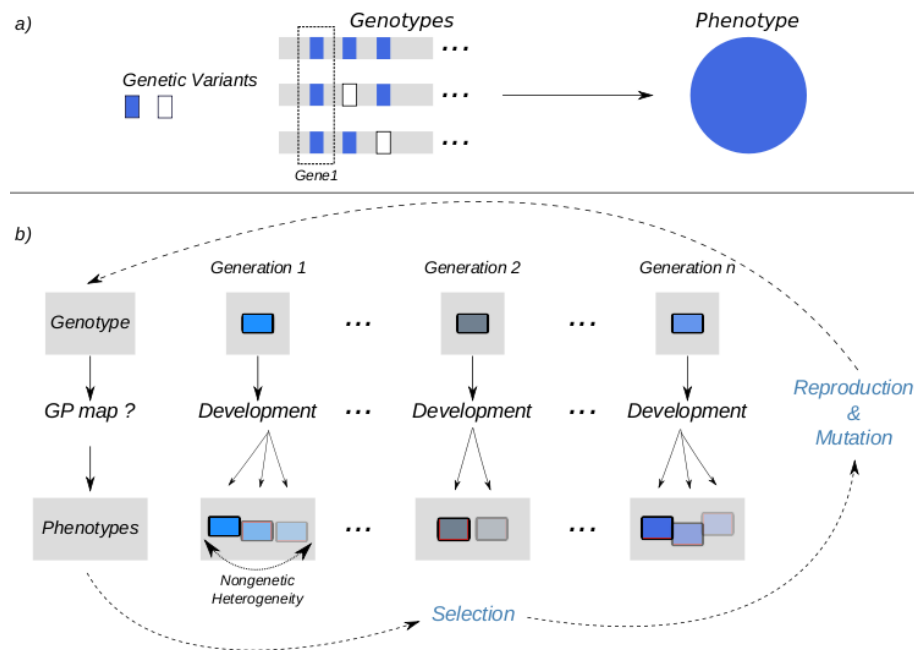 a)
Genotypes
Phenotype
...
Genetic Variants
...
...
Gene1
b)
Generation 1
Generation 2
Generation n
Genotype
...
...
Reproduction
&
Mutation
GP map ?
Development
...
Development
...
Development
Phenotypes
...
...
Nongenetic
Heterogeneity
Selection